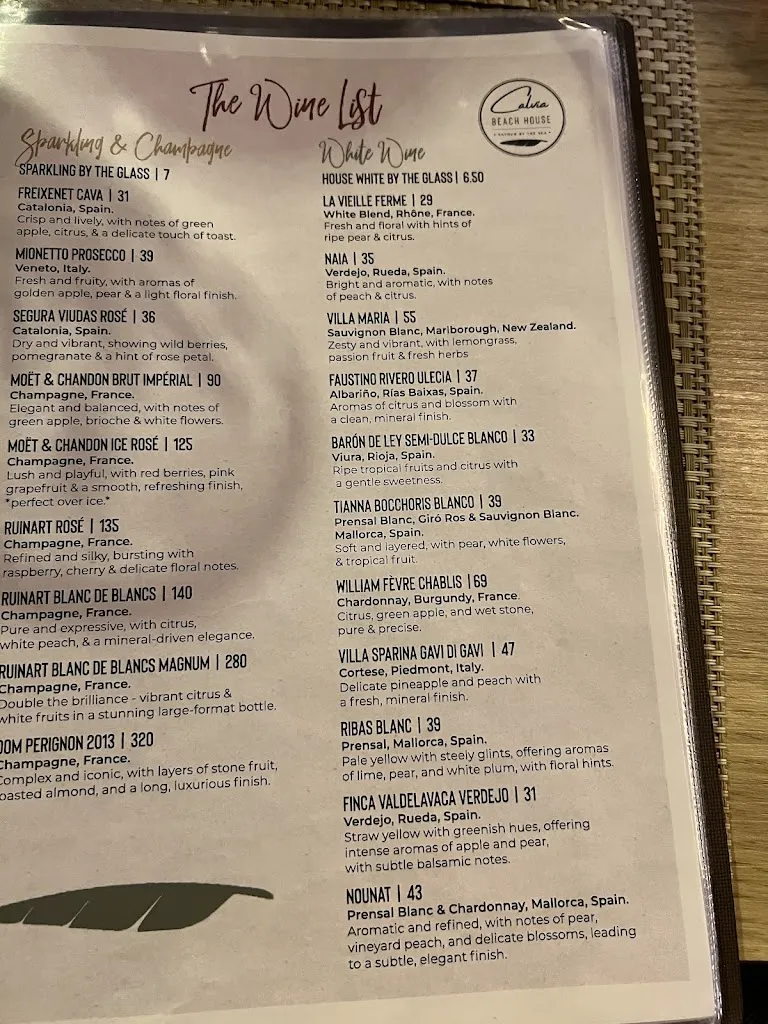 The Wine List
Calvia
BEACH HOUSE
Sparkling & Champagne
SPARKLING BY THE GLASS | 7
FREIXENET CAVA | 31
Catalonia, Spain.
Crisp and lively, with notes of green
apple, citrus, & a delicate touch of toast.
MIONETTO PROSECCO | 39
Veneto, Italy.
Fresh and fruity, with aromas of
golden apple, pear & a light floral finish.
SEGURA VIUDAS ROSÉ | 36
Catalonia, Spain.
Dry and vibrant, showing wild berries,
pomegranate & a hint of rose petal.
MOËT & CHANDON BRUT IMPÉRIAL | 90
Champagne, France.
Elegant and balanced, with notes of
green apple, brioche & white flowers.
MOËT & CHANDON ICE ROSÉ | 125
Champagne, France.
Lush and playful, with red berries, pink
grapefruit & a smooth, refreshing finish,
*perfect over ice.*
RUINART ROSÉ | 135
Champagne, France.
Refined and silky, bursting with
raspberry, cherry & delicate floral notes.
RUINART BLANC DE BLANCS | 140
Champagne, France.
Pure and expressive, with citrus,
white peach, & a mineral-driven elegance.
RUINART BLANC DE BLANCS MAGNUM | 280
Champagne, France.
Double the brilliance - vibrant citrus &
white fruits in a stunning large-format bottle.
DOM PERIGNON 2013 | 320
Champagne, France.
Complex and iconic, with layers of stone fruit,
oasted almond, and a long, luxurious finish.
White Wine
HOUSE WHITE BY THE GLASS | 6.50
LA VIEILLE FERME | 29
White Blend, Rhône, France.
Fresh and floral with hints of
ripe pear & citrus.
NAIA | 35
Verdejo, Rueda, Spain.
Bright and aromatic, with notes
of peach & citrus.
VILLA MARIA | 55
Sauvignon Blanc, Marlborough, New Zealand.
Zesty and vibrant, with lemongrass,
passion fruit & fresh herbs
FAUSTINO RIVERO ULECIA | 37
Albariño, Rías Baixas, Spain.
Aromas of citrus and blossom with
a clean, mineral finish.
BARÓN DE LEY SEMI-DULCE BLANCO | 33
Viura, Rioja, Spain.
Ripe tropical fruits and citrus with
a gentle sweetness.
TIANNA BOCCHORIS BLANCO | 39
Prensal Blanc, Giró Ros & Sauvignon Blanc.
Mallorca, Spain.
Soft and layered, with pear, white flowers,
& tropical fruit.
WILLIAM FÈVRE CHABLIS | 69
Chardonnay, Burgundy, France.
Citrus, green apple, and wet stone,
pure & precise.
VILLA SPARINA GAVI DI GAVI | 47
Cortese, Piedmont, Italy.
Delicate pineapple and peach with
a fresh, mineral finish.
RIBAS BLANC | 39
Prensal, Mallorca, Spain.
Pale yellow with steely glints, offering aromas
of lime, pear, and white plum, with floral hints.
FINCA VALDELAVACA VERDEJO | 31
Verdejo, Rueda, Spain.
Straw yellow with greenish hues, offering
intense aromas of apple and pear,
with subtle balsamic notes.
NOUNAT | 43
Prensal Blanc & Chardonnay, Mallorca, Spain.
Aromatic and refined, with notes of pear,
vineyard peach, and delicate blossoms, leading
to a subtle, elegant finish.